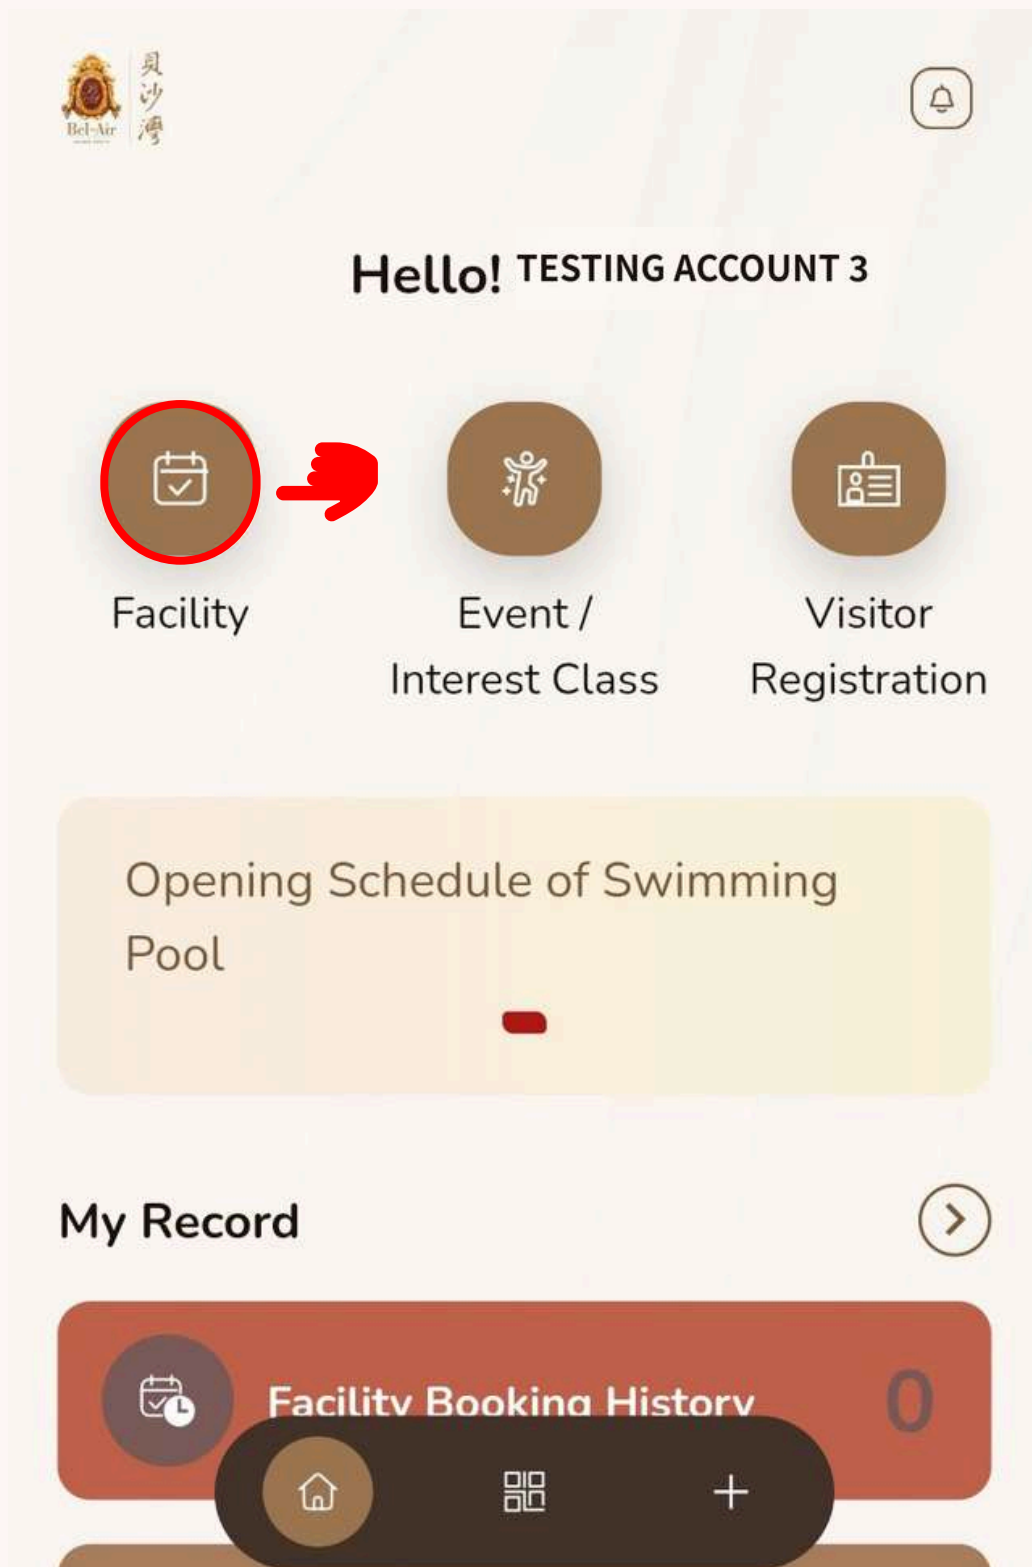 貝沙灣
Bel-Air
Hello! TESTING ACCOUNT 3
Facility
Event /
Interest Class
Visitor
Registration
Opening Schedule of Swimming
Pool
My Record
Facility Booking History
0